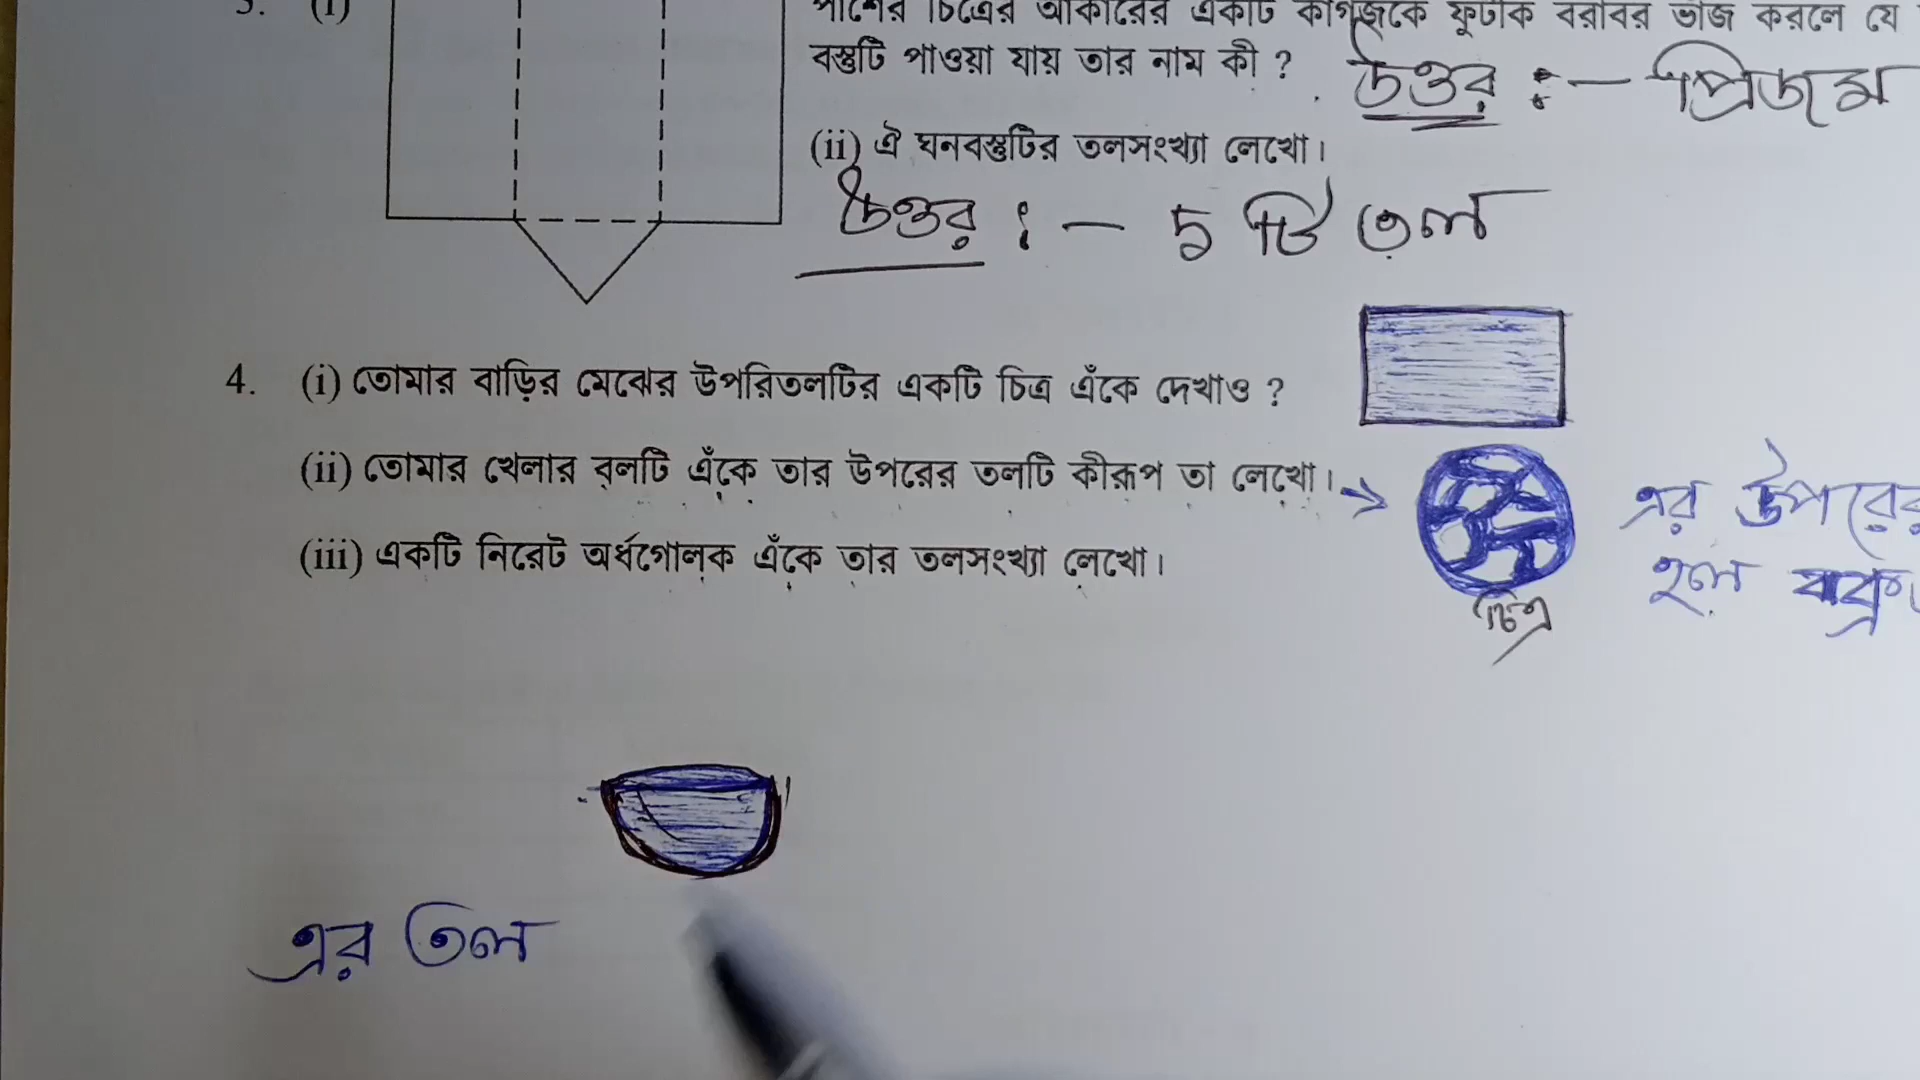 3. (i) পাশের চিত্রের আকারের একটি কাগজকে ফুটকি বরাবর ভাঁজ করলে যে
বস্তুটি পাওয়া যায় তার নাম কী ? উত্তর :- প্রিজম
(ii) ঐ ঘনবস্তুটির তলসংখ্যা লেখো।
উত্তর :- 5 টি তল
4. (i) তোমার বাড়ির মেঝের উপরিতলটির একটি চিত্র এঁকে দেখাও ?
(ii) তোমার খেলার বলটি এঁকে তার উপরের তলটি কীরূপ তা লেখো। → এর উপরের
হল বক্র
চিত্র
(iii) একটি নিরেট অর্ধগোলক এঁকে তার তলসংখ্যা লেখো।
এর তল